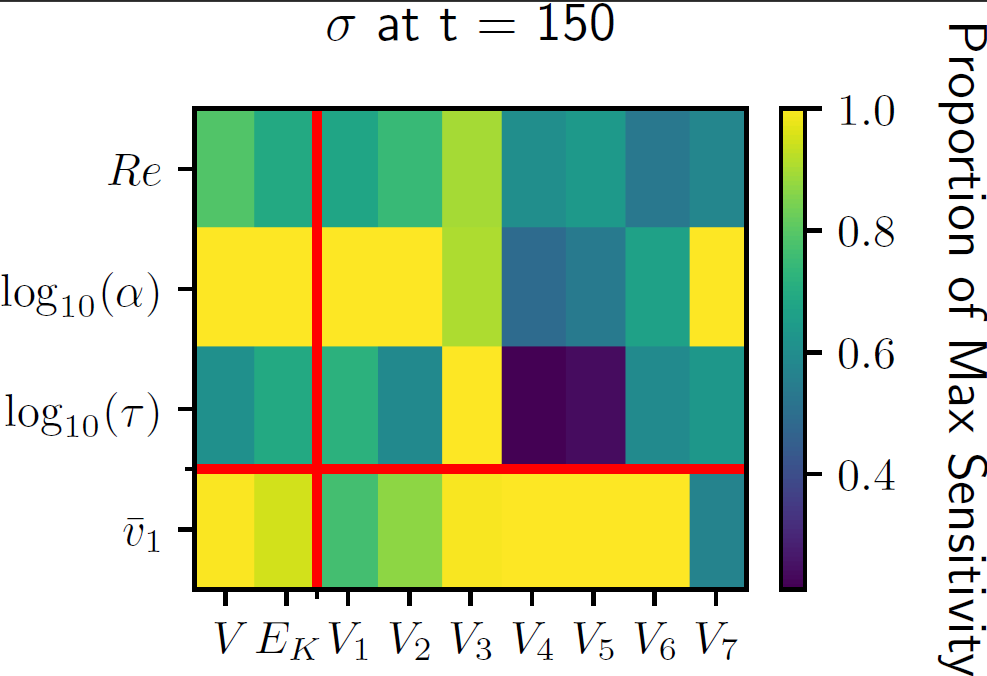 σ at t = 150
Re
log₁₀(α)
log₁₀(τ)
v̄₁
V E_K V₁ V₂ V₃ V₄ V₅ V₆ V₇
1.0
0.8
0.6
0.4
Proportion of Max Sensitivity